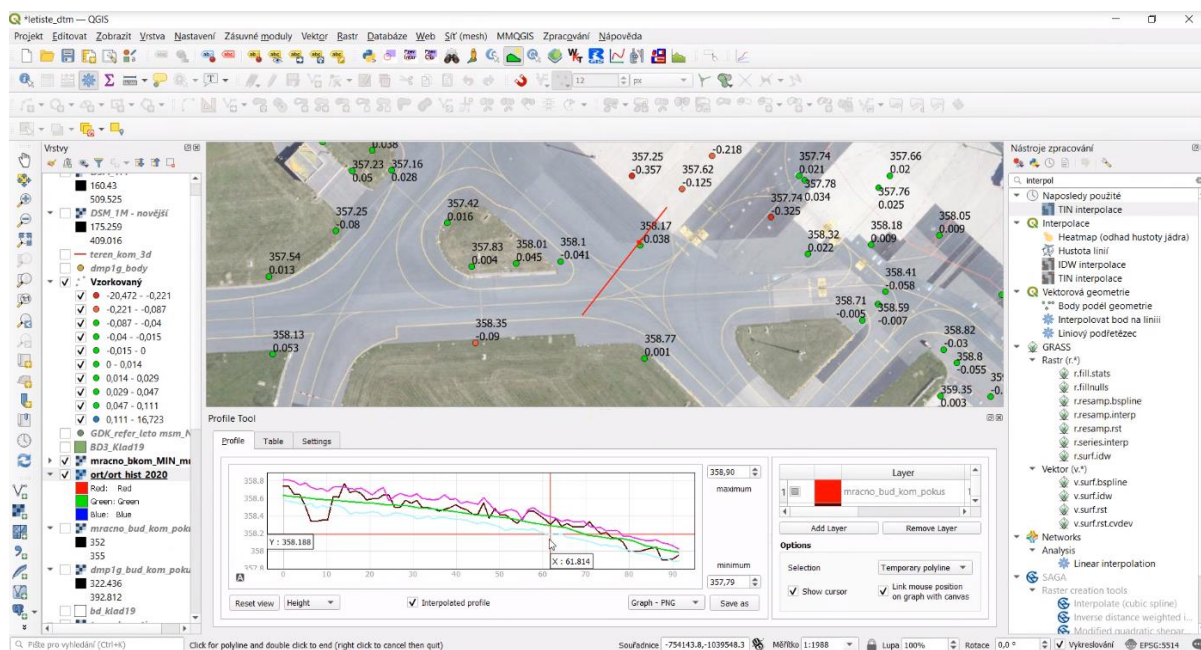 *letiste_dtm — QGIS
Projekt Editovat Zobrazit Vrstva Nastavení Zásuvné moduly Vektor Rastr Databáze Web Síť (mesh) MMQGIS Zpracování Nápověda
12 px
Vrstvy
160.43
509.525
DSM_1M - novější
175.259
409.016
teren_kom_3d
dmp1g_body
Vzorkovaný
-20,472 - -0,221
-0,221 - -0,087
-0,087 - -0,04
-0,04 - -0,015
-0,015 - 0
0 - 0,014
0,014 - 0,029
0,029 - 0,047
0,047 - 0,111
0,111 - 16,723
GDK_refer_leto msm_N
BD3_Klad19
mracno_bkom_MIN_m
ort/ort_hist_2020
Red: Red
Green: Green
Blue: Blue
mracno_bud_kom_poku
352
355
dmp1g_bud_kom_poku
322.436
392.812
bd_klad19
0.038
357.23
0.05
357.16
0.028
357.25
-0.08
357.42
0.016
357.83
0.004
358.01
0.045
358.1
-0.041
357.54
0.013
358.13
0.053
358.35
-0.09
358.77
0.001
357.25
-0.357
-0.218
357.62
-0.125
358.17
-0.038
357.74
0.021
357.78
0.034
357.74
-0.325
357.66
0.02
357.76
0.025
358.32
0.022
358.18
0.009
358.05
0.009
358.41
-0.058
358.71
-0.005
358.59
-0.007
358.82
-0.03
358.8
-0.055
359.35
0.003
Profile Tool
Profile Table Settings
358.8
358.6
358.4
358.2
358
357.8
Y : 358.188
X : 61.814
0 10 20 30 40 50 60 70 80 90
358,90
maximum
minimum
357,79
Reset view Height Interpolated profile Graph - PNG Save as
Layer
1 mracno_bud_kom_pokus
Add Layer Remove Layer
Options
Selection Temporary polyline
Show cursor Link mouse position
on graph with canvas
Nástroje zpracování
interpol
Naposledy použité
TIN interpolace
Interpolace
Heatmap (odhad hustoty jádra)
Hustota linií
IDW interpolace
TIN interpolace
Vektorová geometrie
Body podél geometrie
Interpolovat bod na linii
Liniový podřetězec
GRASS
Rastr (r.*)
r.fill.stats
r.fillnulls
r.resamp.bspline
r.resamp.interp
r.resamp.rst
r.series.interp
r.surf.idw
Vektor (v.*)
v.surf.bspline
v.surf.idw
v.surf.rst
v.surf.rst.cvdev
Networks
Analysis
Linear interpolation
SAGA
Raster creation tools
Interpolate (cubic spline)
Inverse distance weighted i...
Modified quadratic shepar...
Pište pro vyhledání (Ctrl+K) Click for polyline and double click to end (right click to cancel then quit) Souřadnice -754143.8,-1039548.3 Měřítko 1:1988 Lupa 100% Rotace 0,0 ° Vykreslování EPSG:5514